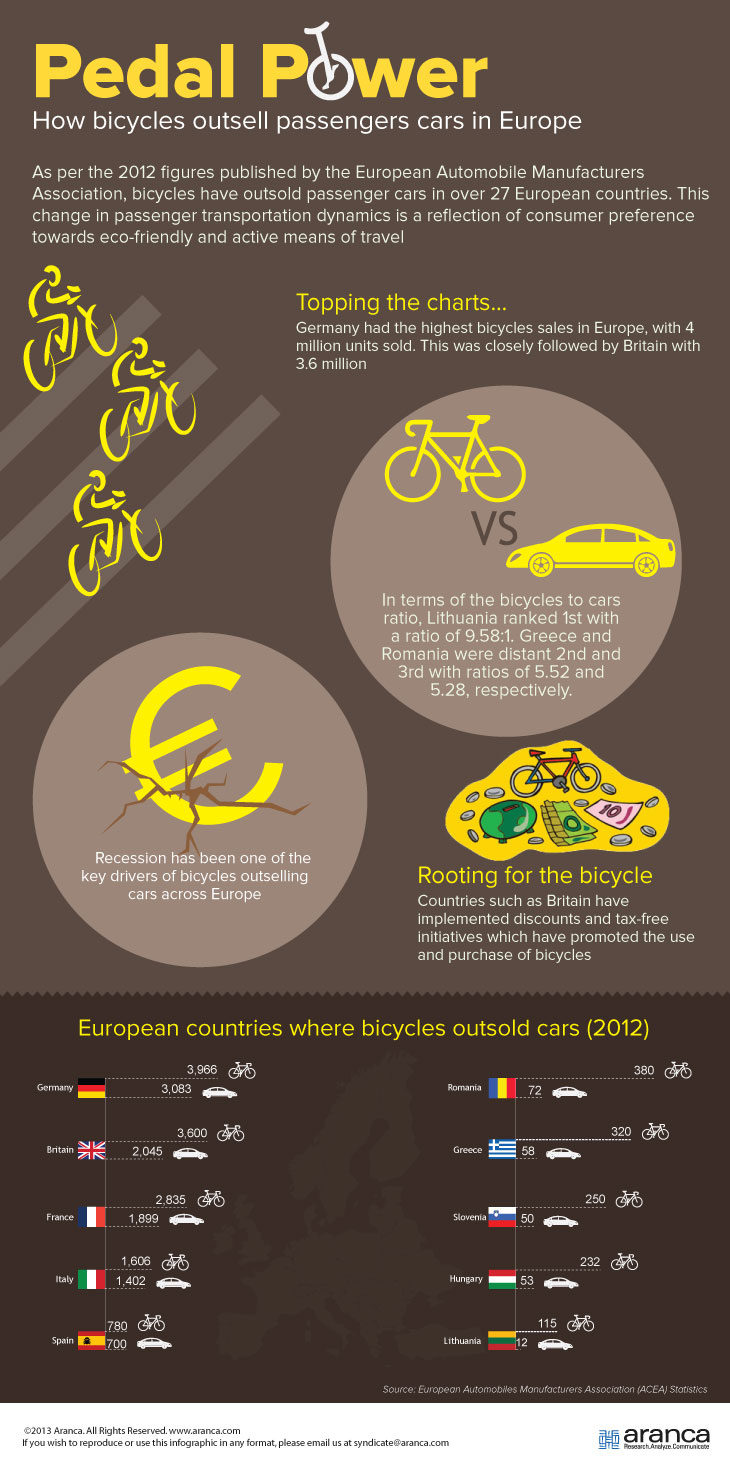 Pedal Power
How bicycles outsell passengers cars in Europe
As per the 2012 figures published by the European Automobile Manufacturers
Association, bicycles have outsold passenger cars in over 27 European countries. This
change in passenger transportation dynamics is a reflection of consumer preference
towards eco-friendly and active means of travel
Topping the charts...
Germany had the highest bicycles sales in Europe, with 4
million units sold. This was closely followed by Britain with
3.6 million
VS
In terms of the bicycles to cars
ratio, Lithuania ranked 1st with
a ratio of 9.58:1. Greece and
Romania were distant 2nd and
3rd with ratios of 5.52 and
5.28, respectively.
€
Recession has been one of the
key drivers of bicycles outselling
cars across Europe
10
Rooting for the bicycle
Countries such as Britain have
implemented discounts and tax-free
initiatives which have promoted the use
and purchase of bicycles
European countries where bicycles outsold cars (2012)
Germany
3,966
3,083
Britain
3,600
2,045
France
2,835
1,899
Italy
1,606
1,402
Spain
780
700
Romania
380
72
Greece
320
58
Slovenia
250
50
Hungary
232
53
Lithuania
115
12
Source: European Automobiles Manufacturers Association (ACEA) Statistics
©2013 Aranca. All Rights Reserved. www.aranca.com
If you wish to reproduce or use this infographic in any format, please email us at syndicate@aranca.com
aranca
Research.Analyze.Communicate